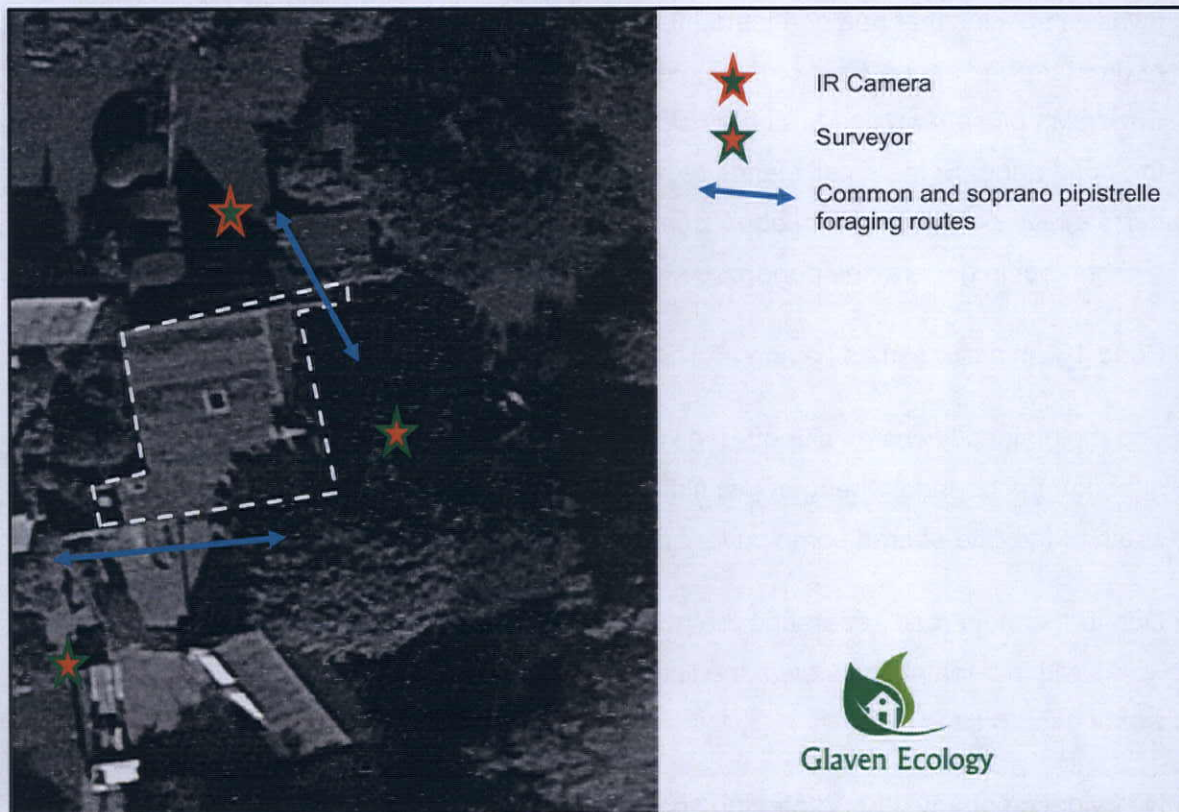 IR Camera
Surveyor
Common and soprano pipistrelle
foraging routes
Glaven Ecology